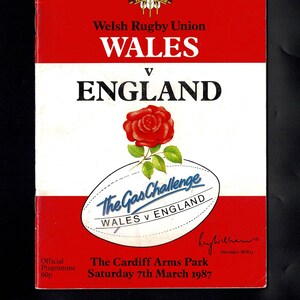 Welsh Rugby Union
WALES
v
ENGLAND
The Gas Challenge
WALES v ENGLAND
Official
Programme
60p
The Cardiff Arms Park
Saturday 7th March 1987